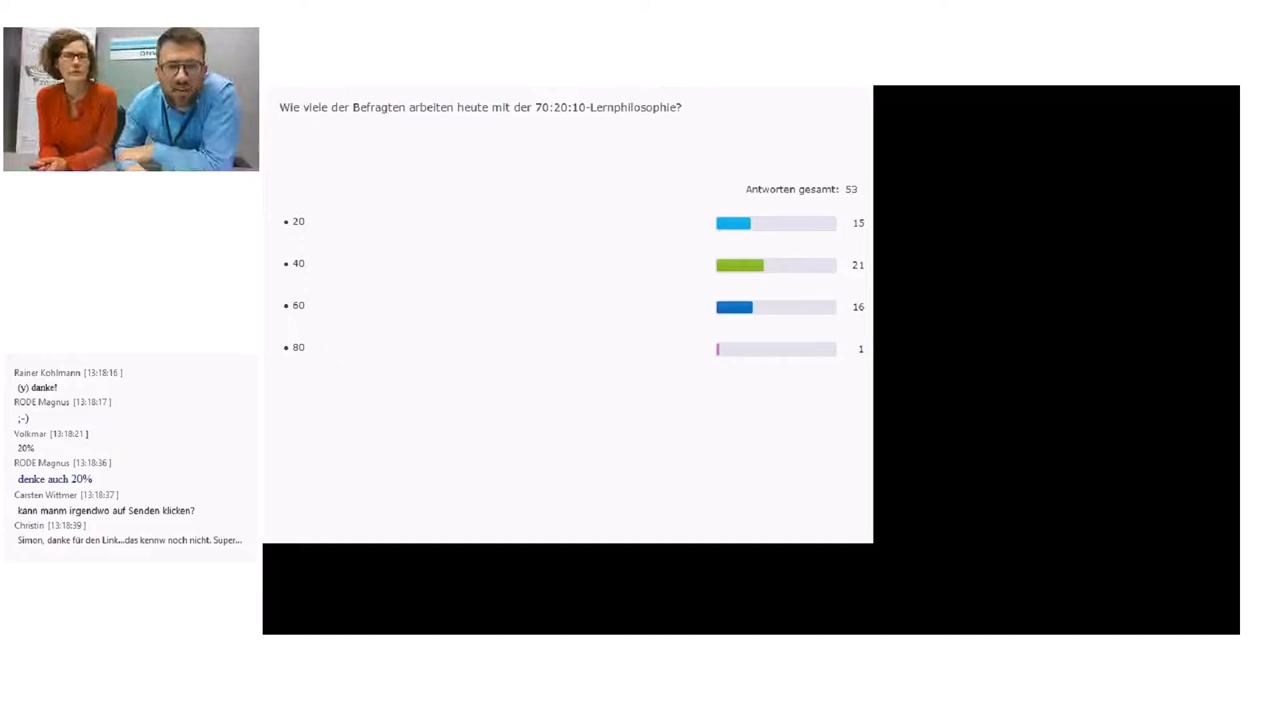 Wie viele der Befragten arbeiten heute mit der 70:20:10-Lernphilosophie?
Antworten gesamt: 53
• 20 15
• 40 21
• 60 16
• 80 1
Rainer Kohlmann [13:18:16 ]
(y) danke!
RODE Magnus [13:18:17 ]
;-)
Volkmar [13:18:21 ]
20%
RODE Magnus [13:18:36 ]
denke auch 20%
Carsten Wittmer [13:18:37 ]
kann manm irgendwo auf Senden klicken?
Christin [13:18:39 ]
Simon, danke für den Link...das kennw noch nicht. Super...